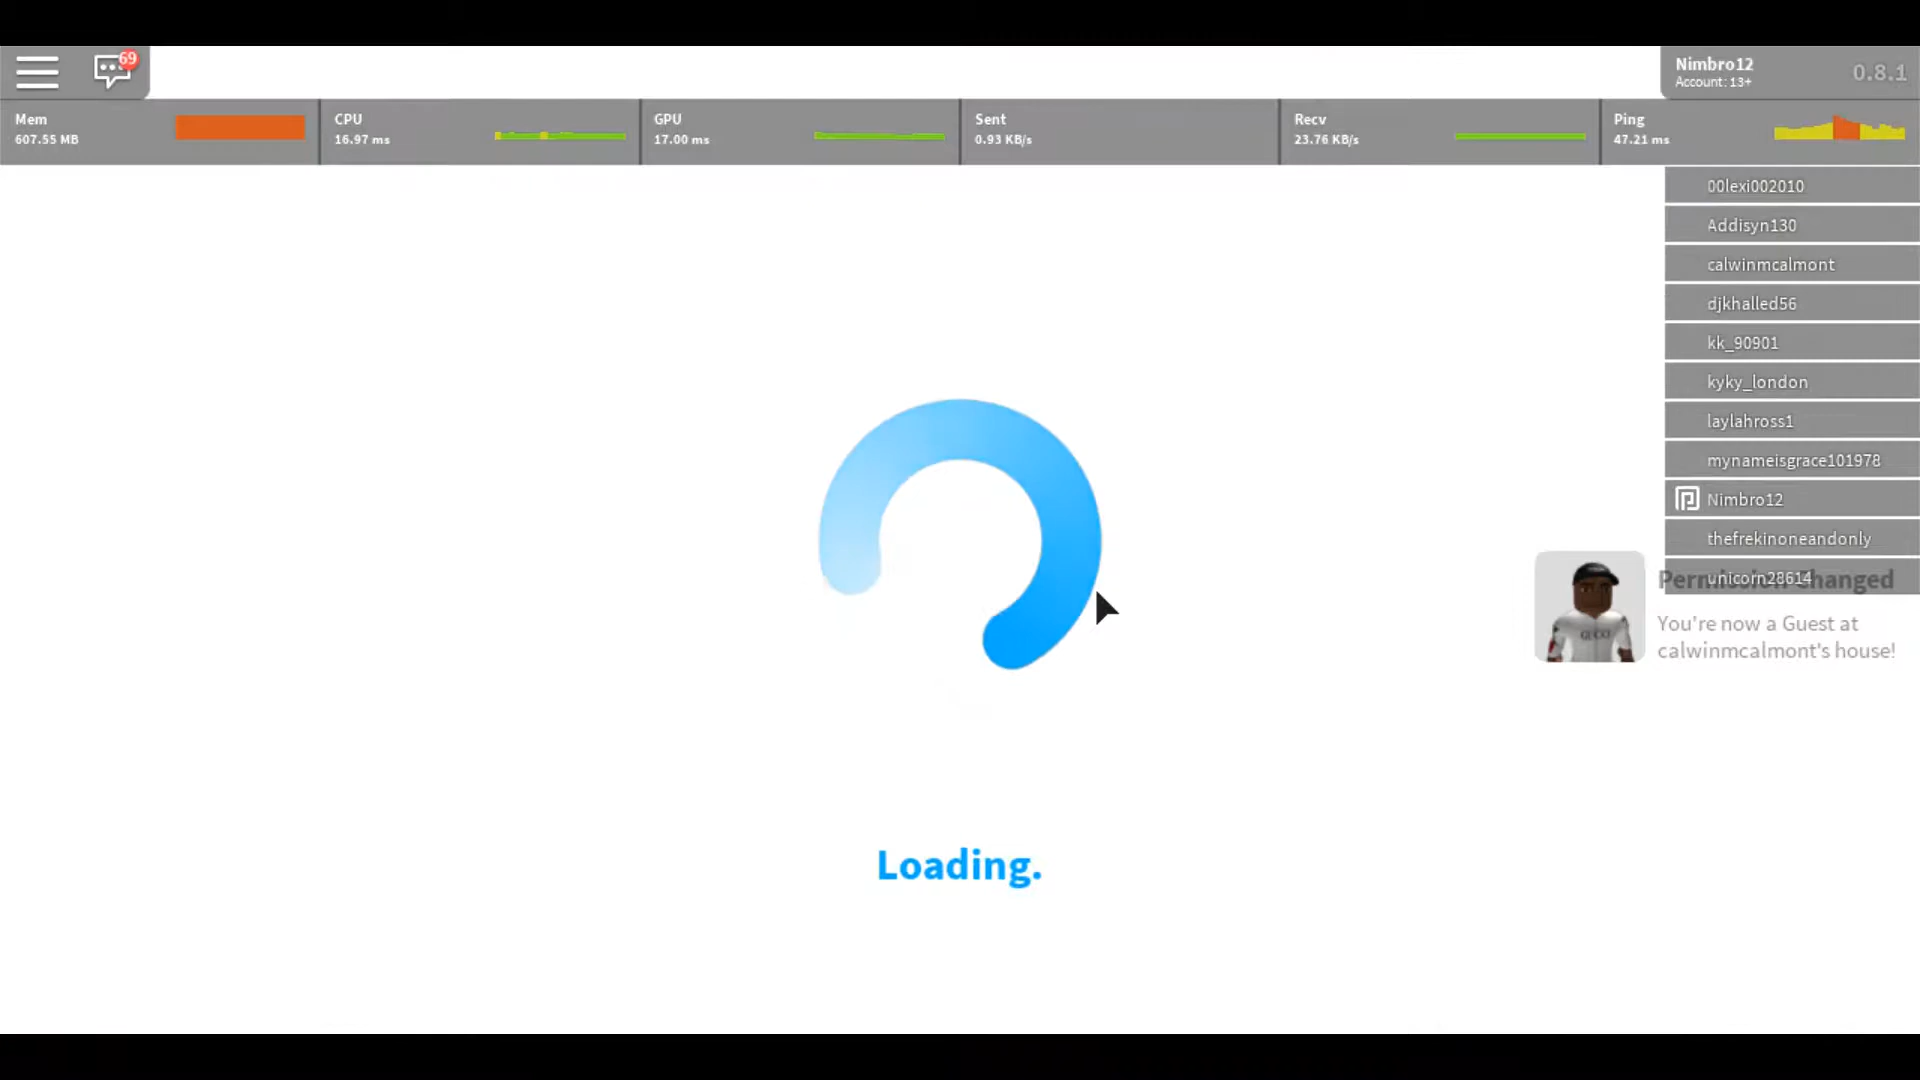 69
Nimbro12
Account: 13+
0.8.1
Mem
607.55 MB
CPU
16.97 ms
GPU
17.00 ms
Sent
0.93 KB/s
Recv
23.76 KB/s
Ping
47.21 ms
00lexi002010
Addisyn130
calwinmcalmont
djkhalled56
kk_90901
kyky_london
laylahross1
mynameisgrace101978
Nimbro12
thefrekinoneandonly
unicorn28614
Permission Changed
You're now a Guest at
calwinmcalmont's house!
Loading.